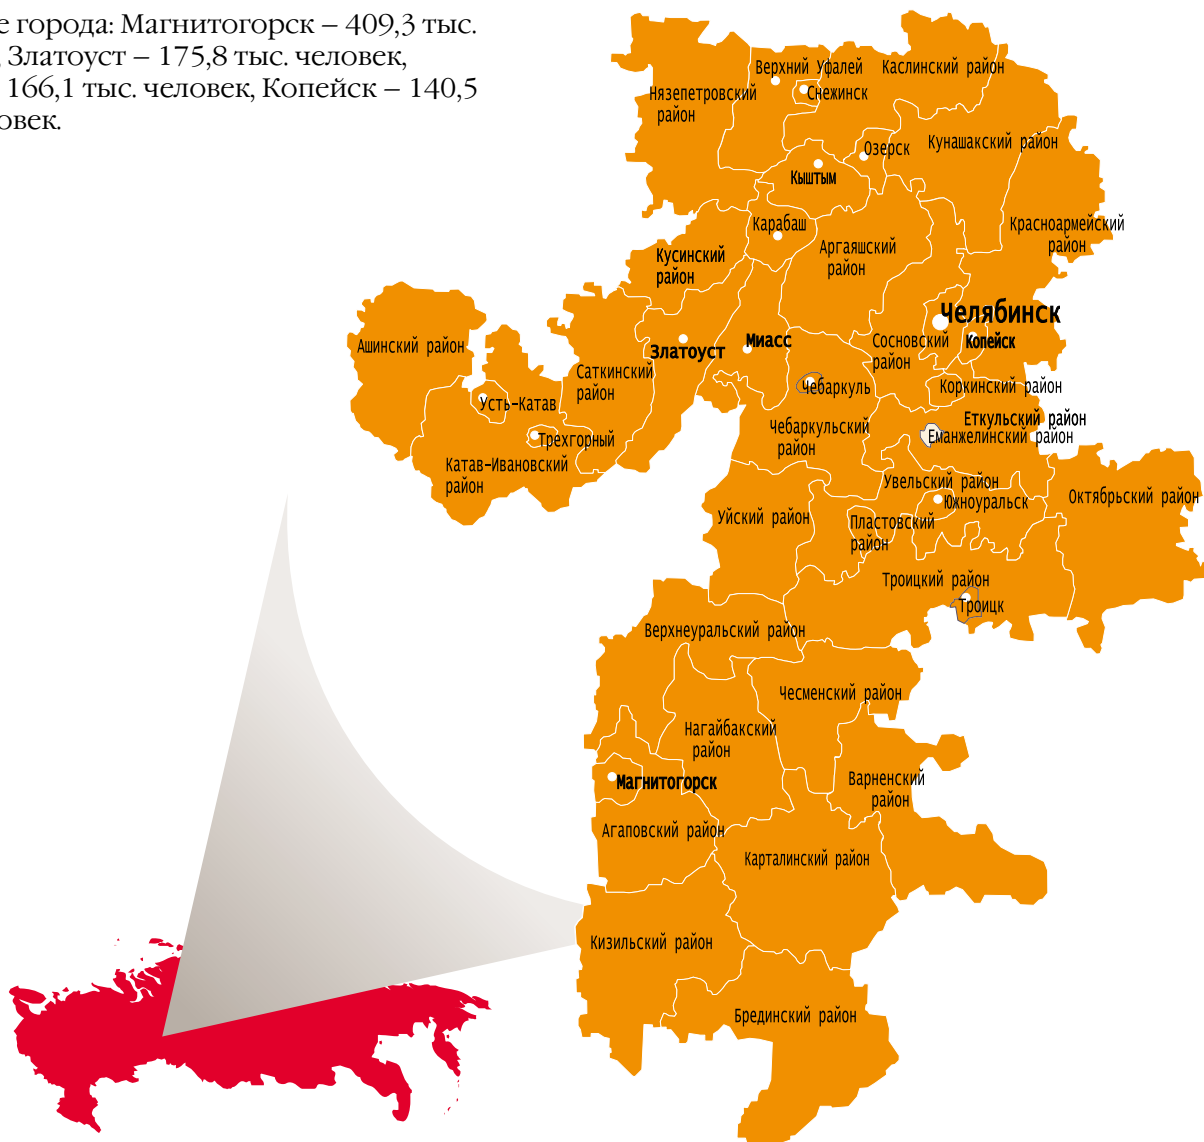 е города: Магнитогорск – 409,3 тыс.
, Златоуст – 175,8 тыс. человек,
166,1 тыс. человек, Копейск – 140,5
овек.
Верхний Уфалей
Каслинский район
Снежинск
Нязепетровский
район
Озерск
Кунашакский район
Кыштым
Карабаш
Красноармейский
район
Аргаяшский
район
Кусинский
район
Челябинск
Ашинский район
Златоуст
Миасс
Сосновский
район
Копейск
Саткинский
район
Чебаркуль
Коркинский район
Усть-Катав
Еткульский район
Чебаркульский
район
Еманжелинский район
Трехгорный
Катав-Ивановский
район
Увельский район
Южноуральск
Октябрьский район
Уйский район
Пластовский
район
Троицкий район
Троицк
Верхнеуральский район
Чесменский район
Нагайбакский
район
Магнитогорск
Варненский
район
Агаповский район
Карталинский район
Кизильский район
Брединский район